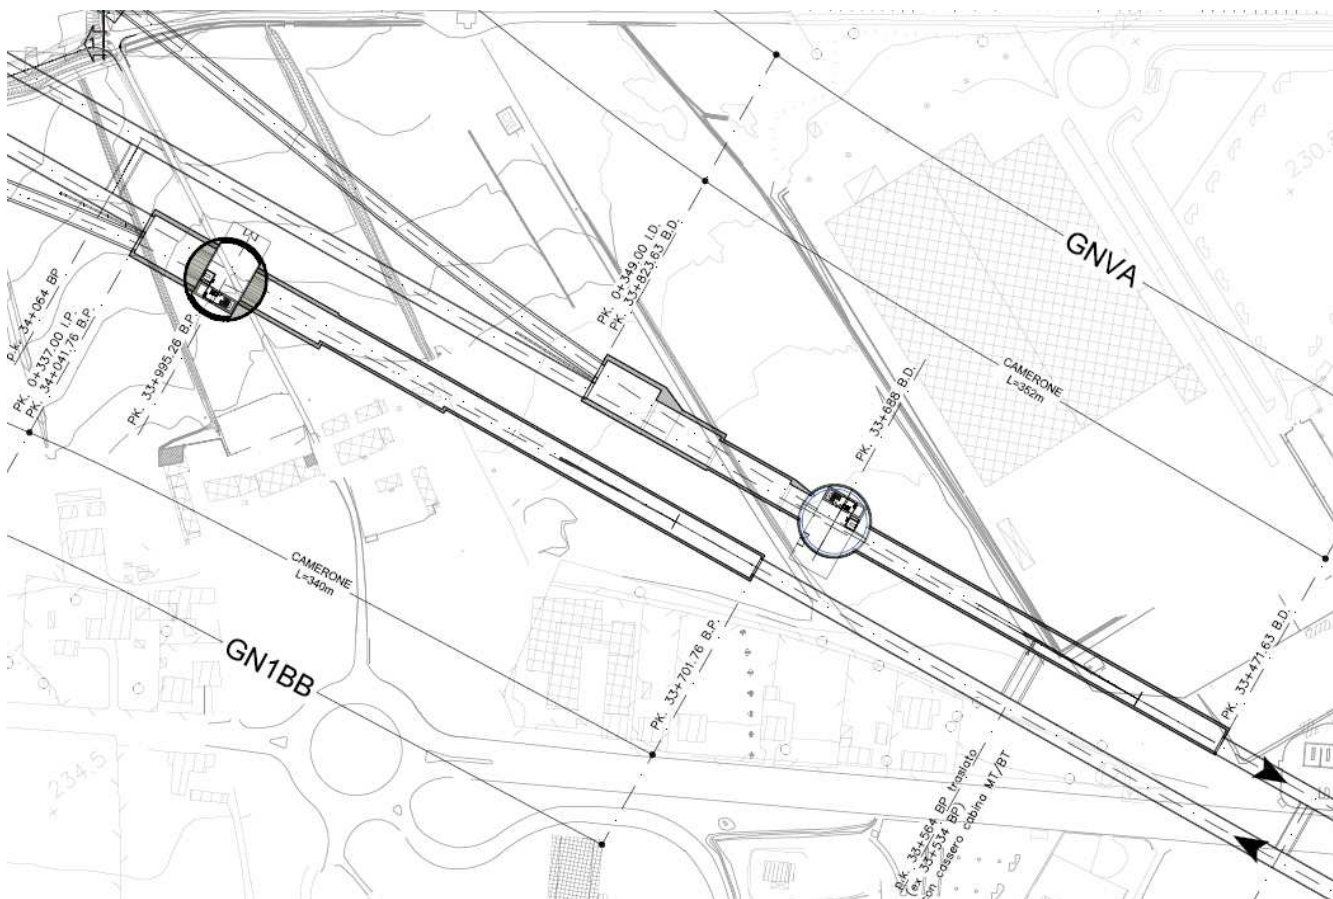 GNVA
230.
PK. 0+349.00 I.D.
PK. 33+823.63 B.D.
p.k. 34+064 BP
PK. 0+337.00 I.P.
PK. 34+041.76 B.P.
PK. 33+995.26 B.P.
CAMERONE
L=352m
PK. 33+688 B.D.
CAMERONE
L=340m
GN1BB
PK. 33+701.76 B.P.
PK. 33+471.63 B.D.
234.5
p.k. 33+564 BP traslato
(ex 33+534 BP)
con cassero cabina MT/BT